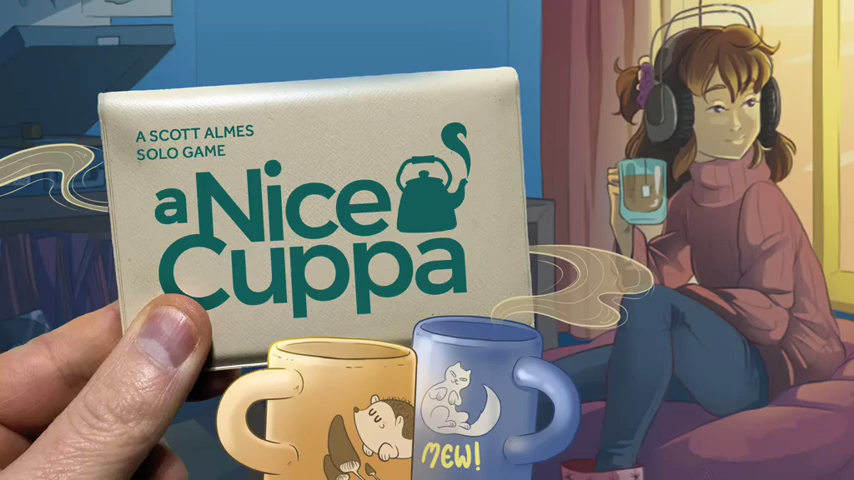 A SCOTT ALMES
SOLO GAME
a Nice
Cuppa
MEW!